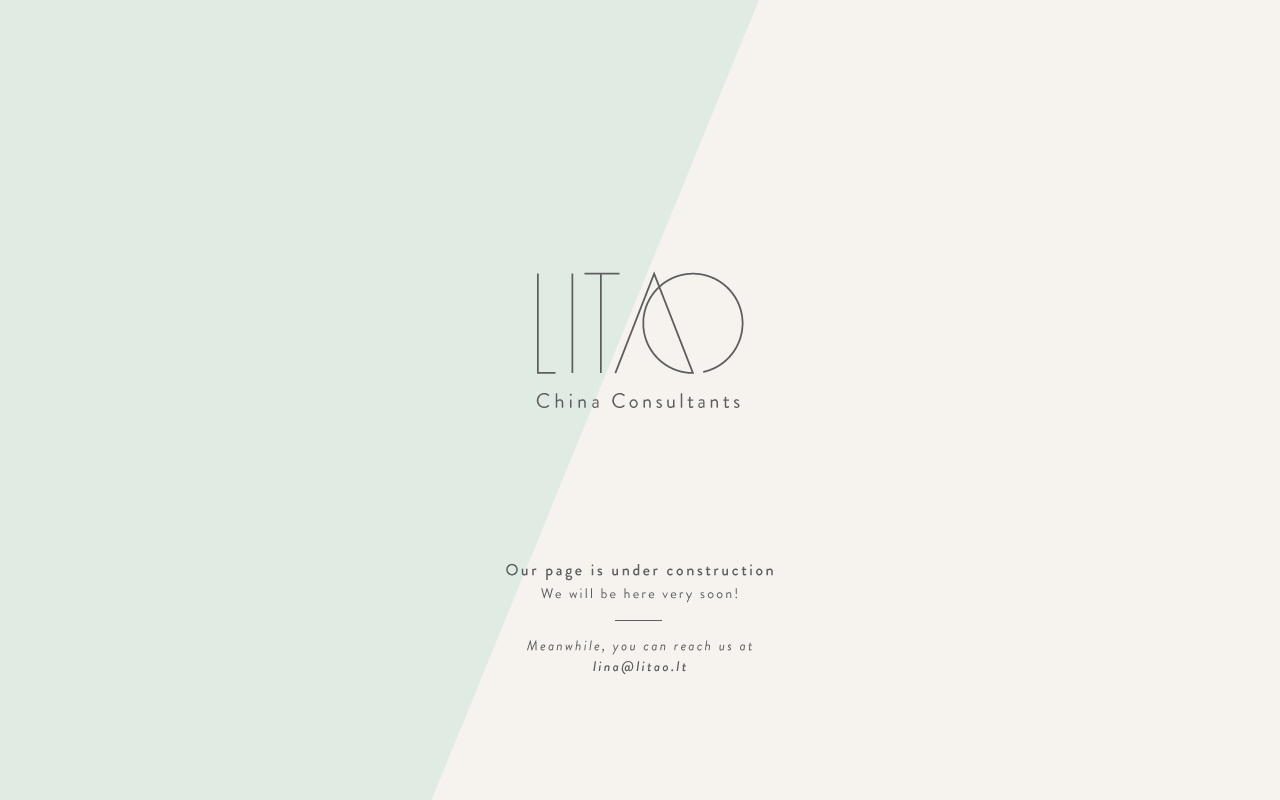 LITAO
China Consultants
Our page is under construction
We will be here very soon!
Meanwhile, you can reach us at
lina@litao.lt